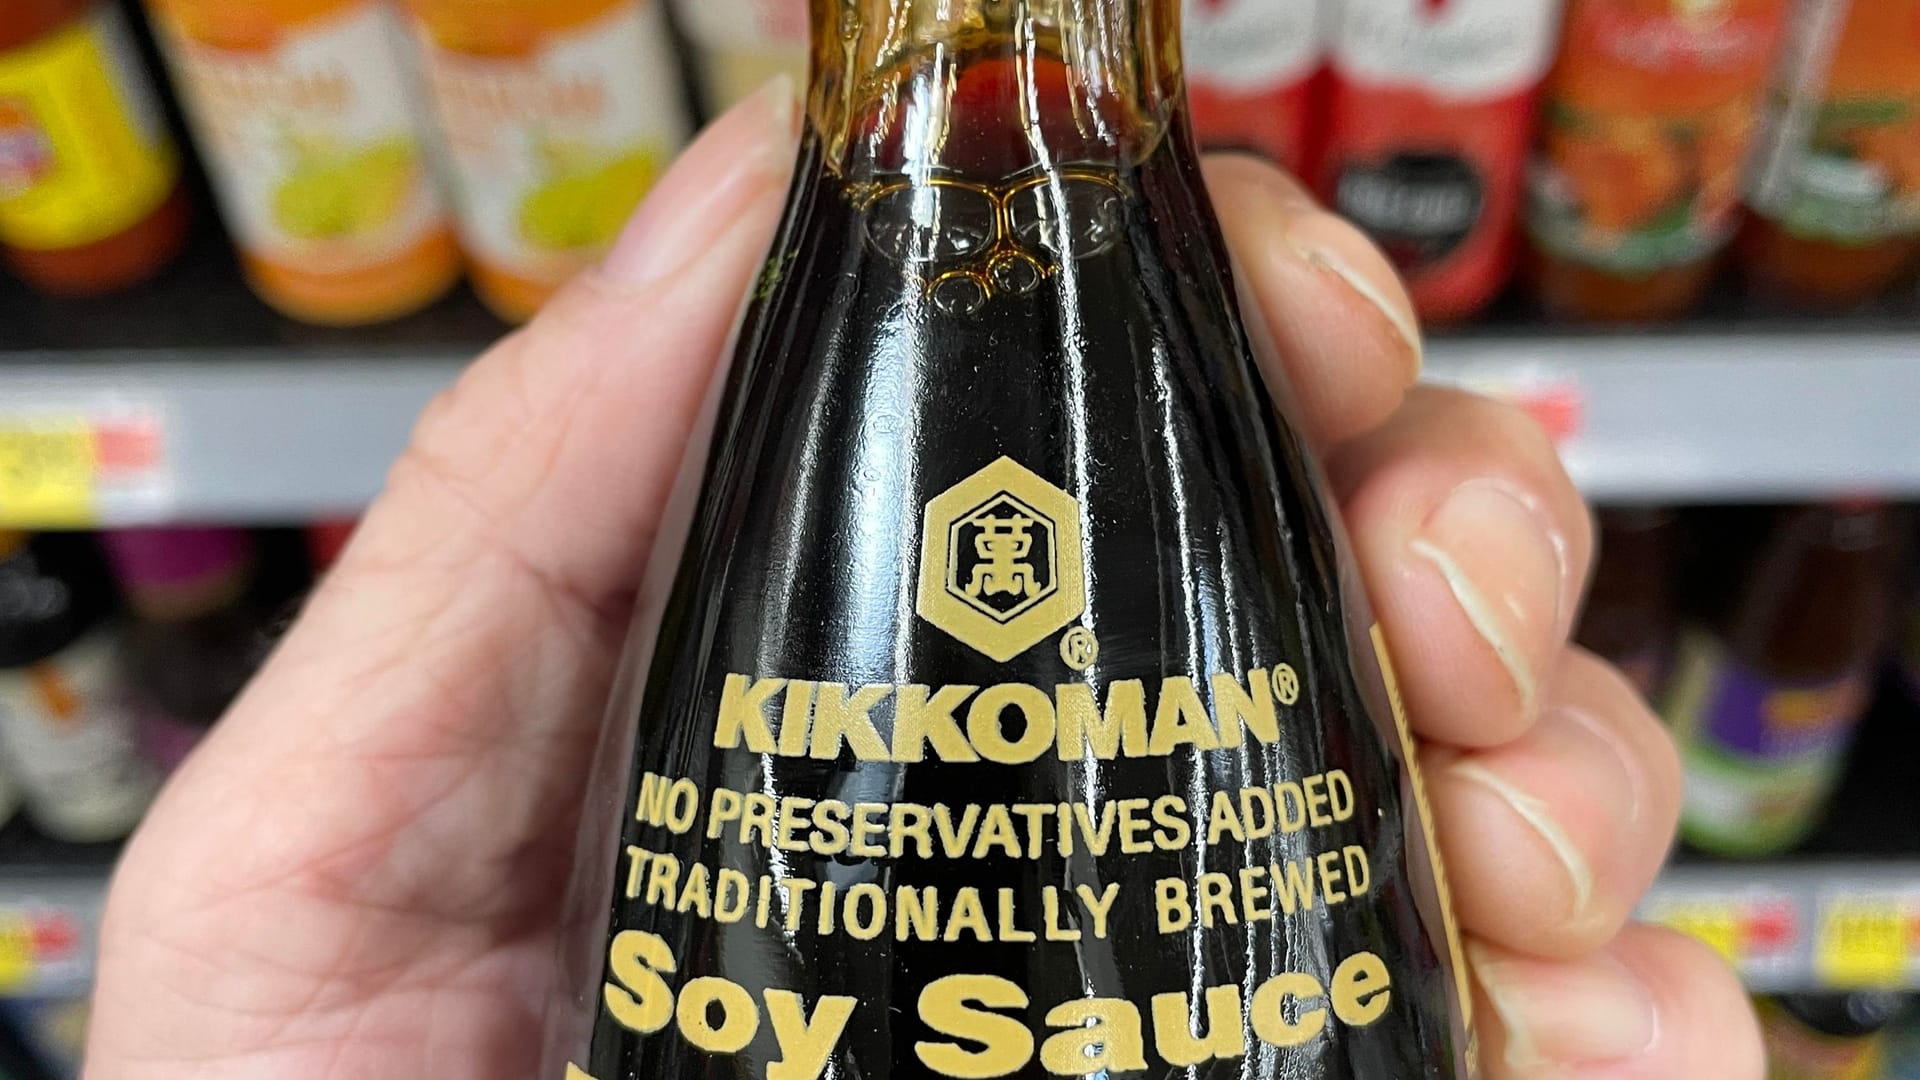 萬
®
KIKKOMAN®
NO PRESERVATIVES ADDED
TRADITIONALLY BREWED
Soy Sauce